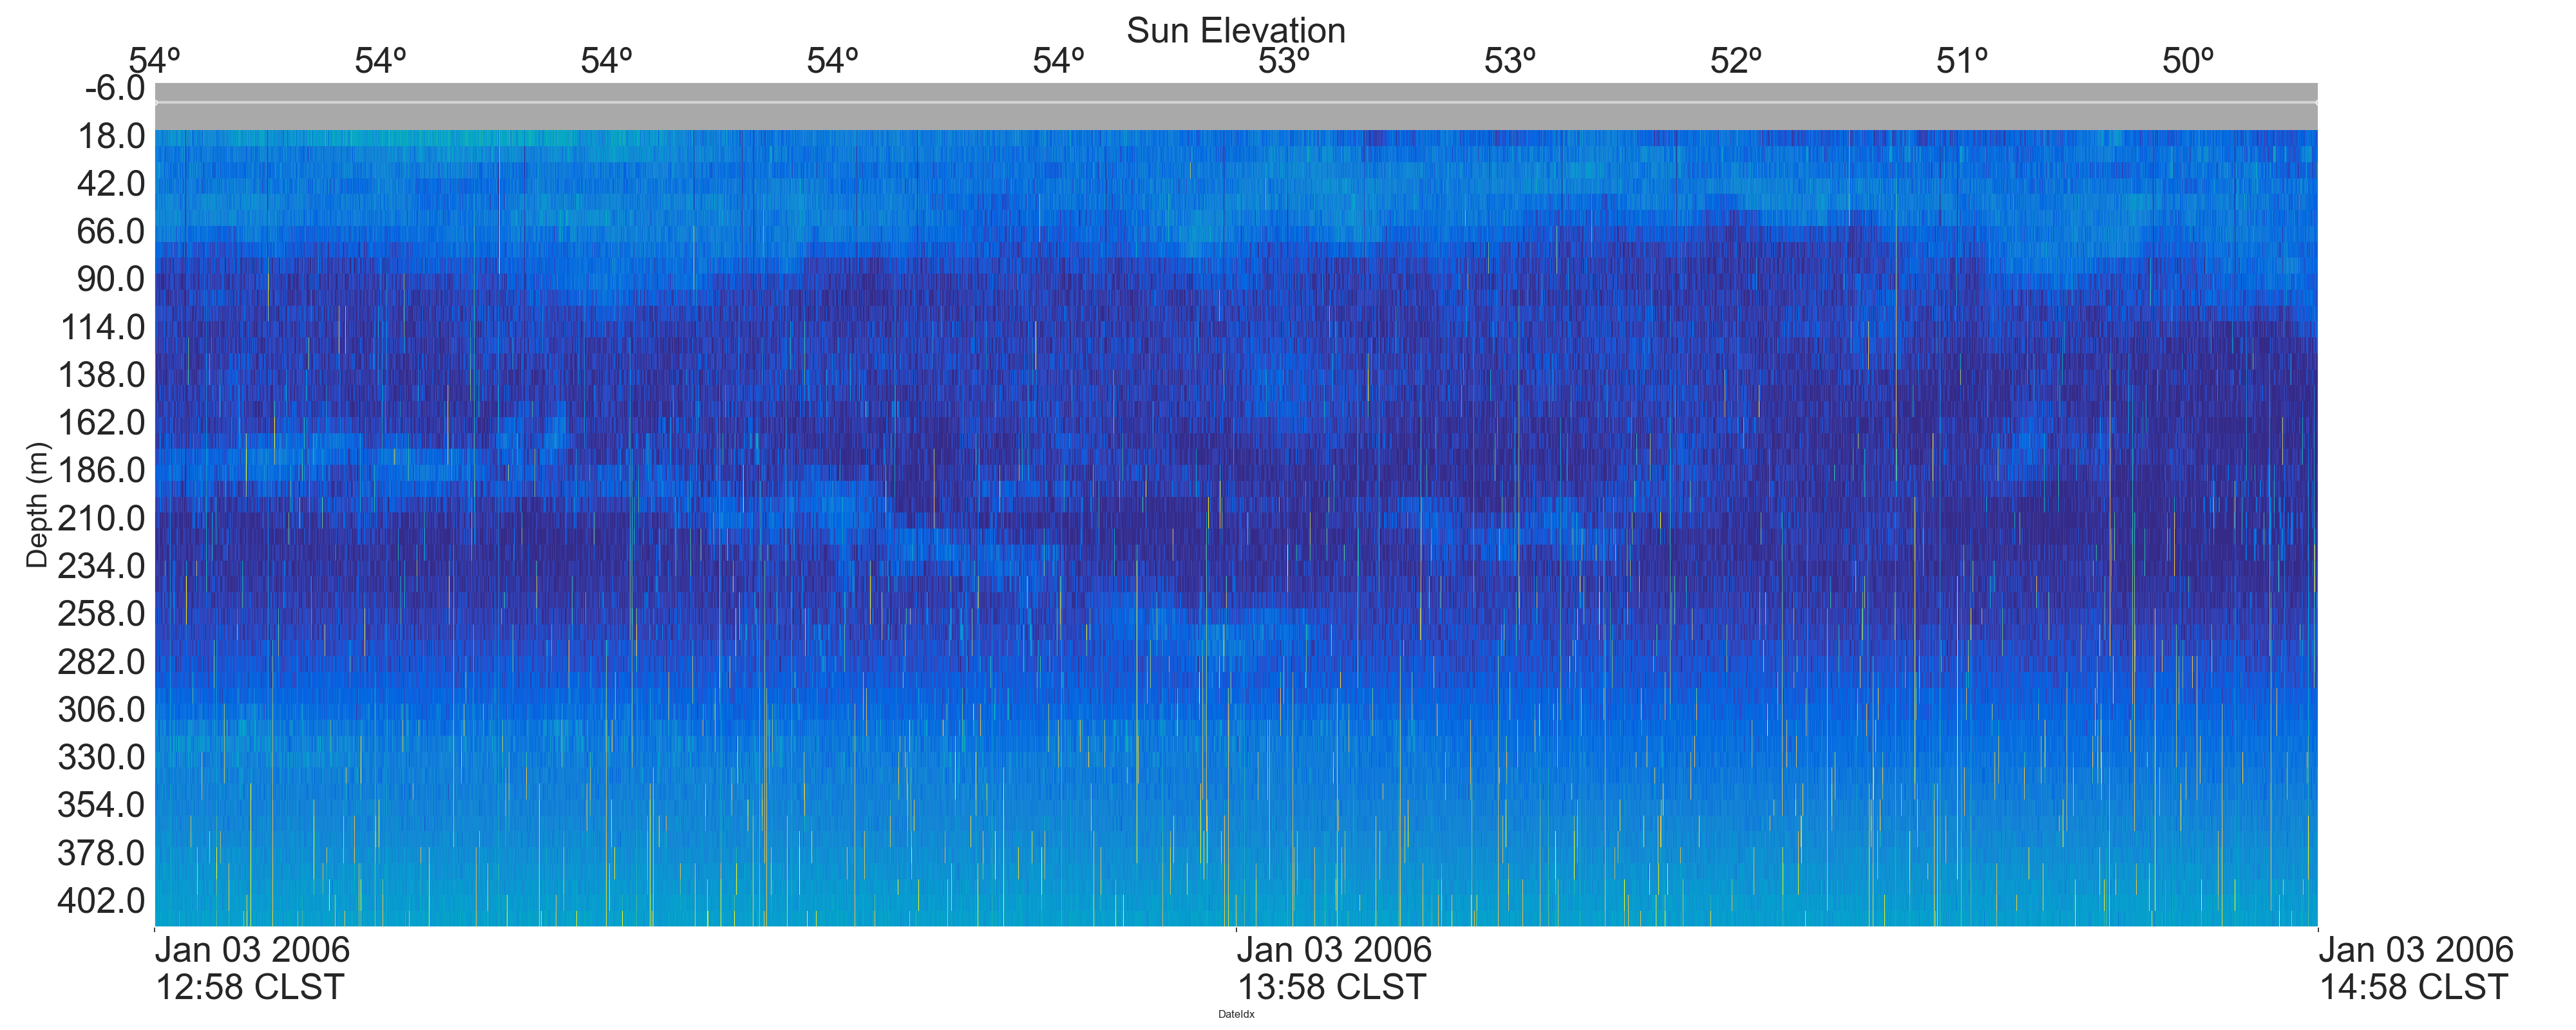 Sun Elevation
54º 54º 54º 54º 54º 53º 53º 52º 51º 50º
-6.0
18.0
42.0
66.0
90.0
114.0
138.0
162.0
186.0
210.0
234.0
258.0
282.0
306.0
330.0
354.0
378.0
402.0
Depth (m)
Jan 03 2006
12:58 CLST
Jan 03 2006
13:58 CLST
Jan 03 2006
14:58 CLST
DateIdx